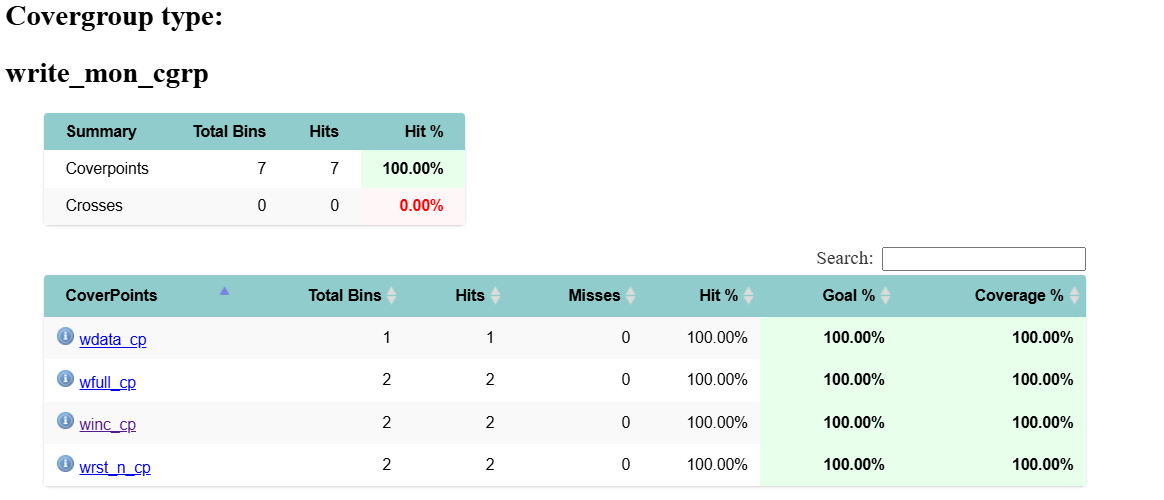 Covergroup type:
write_mon_cgrp
Summary Total Bins Hits Hit %
Coverpoints 7 7 100.00%
Crosses 0 0 0.00%
Search:
CoverPoints Total Bins Hits Misses Hit % Goal % Coverage %
wdata_cp 1 1 0 100.00% 100.00% 100.00%
wfull_cp 2 2 0 100.00% 100.00% 100.00%
winc_cp 2 2 0 100.00% 100.00% 100.00%
wrst_n_cp 2 2 0 100.00% 100.00% 100.00%